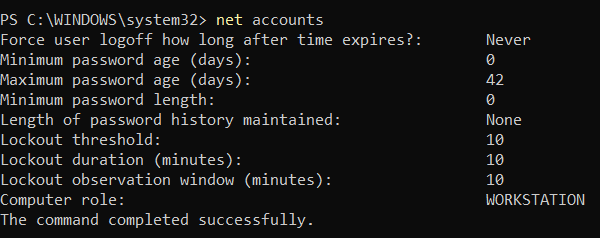 PS C:\WINDOWS\system32> net accounts
Force user logoff how long after time expires?: Never
Minimum password age (days): 0
Maximum password age (days): 42
Minimum password length: 0
Length of password history maintained: None
Lockout threshold: 10
Lockout duration (minutes): 10
Lockout observation window (minutes): 10
Computer role: WORKSTATION
The command completed successfully.